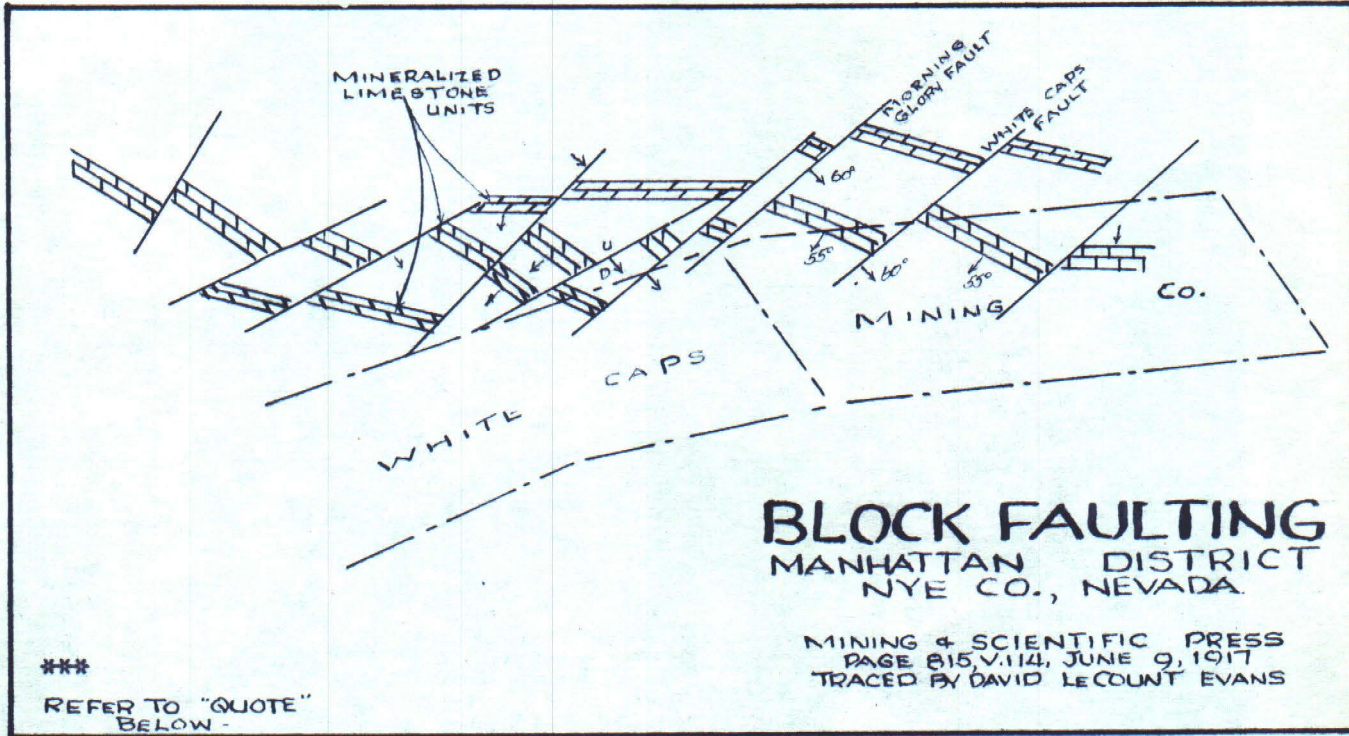 MINERALIZED
LIMESTONE
UNITS
MORNING
GLORY FAULT
WHITE CAPS
FAULT
60°
U
D
55°
60°
55°
WHITE CAPS MINING CO.
BLOCK FAULTING
MANHATTAN DISTRICT
NYE CO., NEVADA
MINING & SCIENTIFIC PRESS
PAGE 815, V.114, JUNE 9, 1917
TRACED BY DAVID LECOUNT EVANS
***
REFER TO "QUOTE"
BELOW -